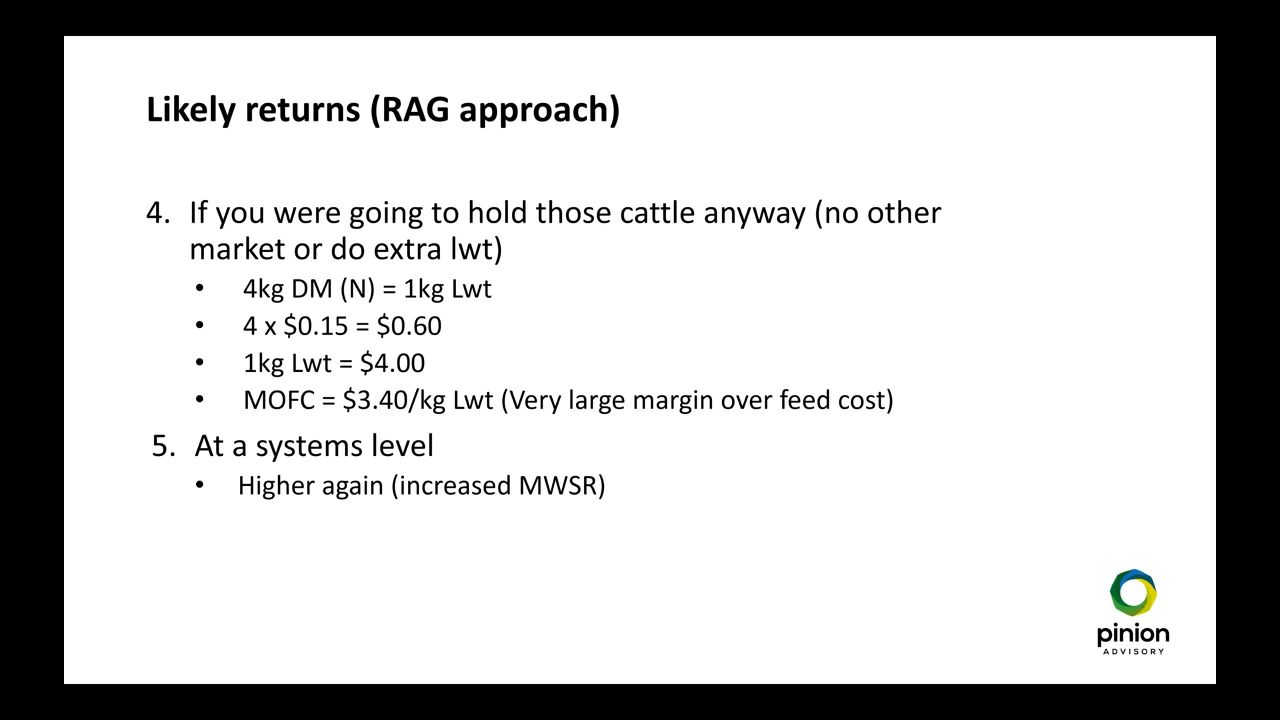 Likely returns (RAG approach)
4. If you were going to hold those cattle anyway (no other
market or do extra lwt)
• 4kg DM (N) = 1kg Lwt
• 4 x $0.15 = $0.60
• 1kg Lwt = $4.00
• MOFC = $3.40/kg Lwt (Very large margin over feed cost)
5. At a systems level
• Higher again (increased MWSR)
pinion
ADVISORY